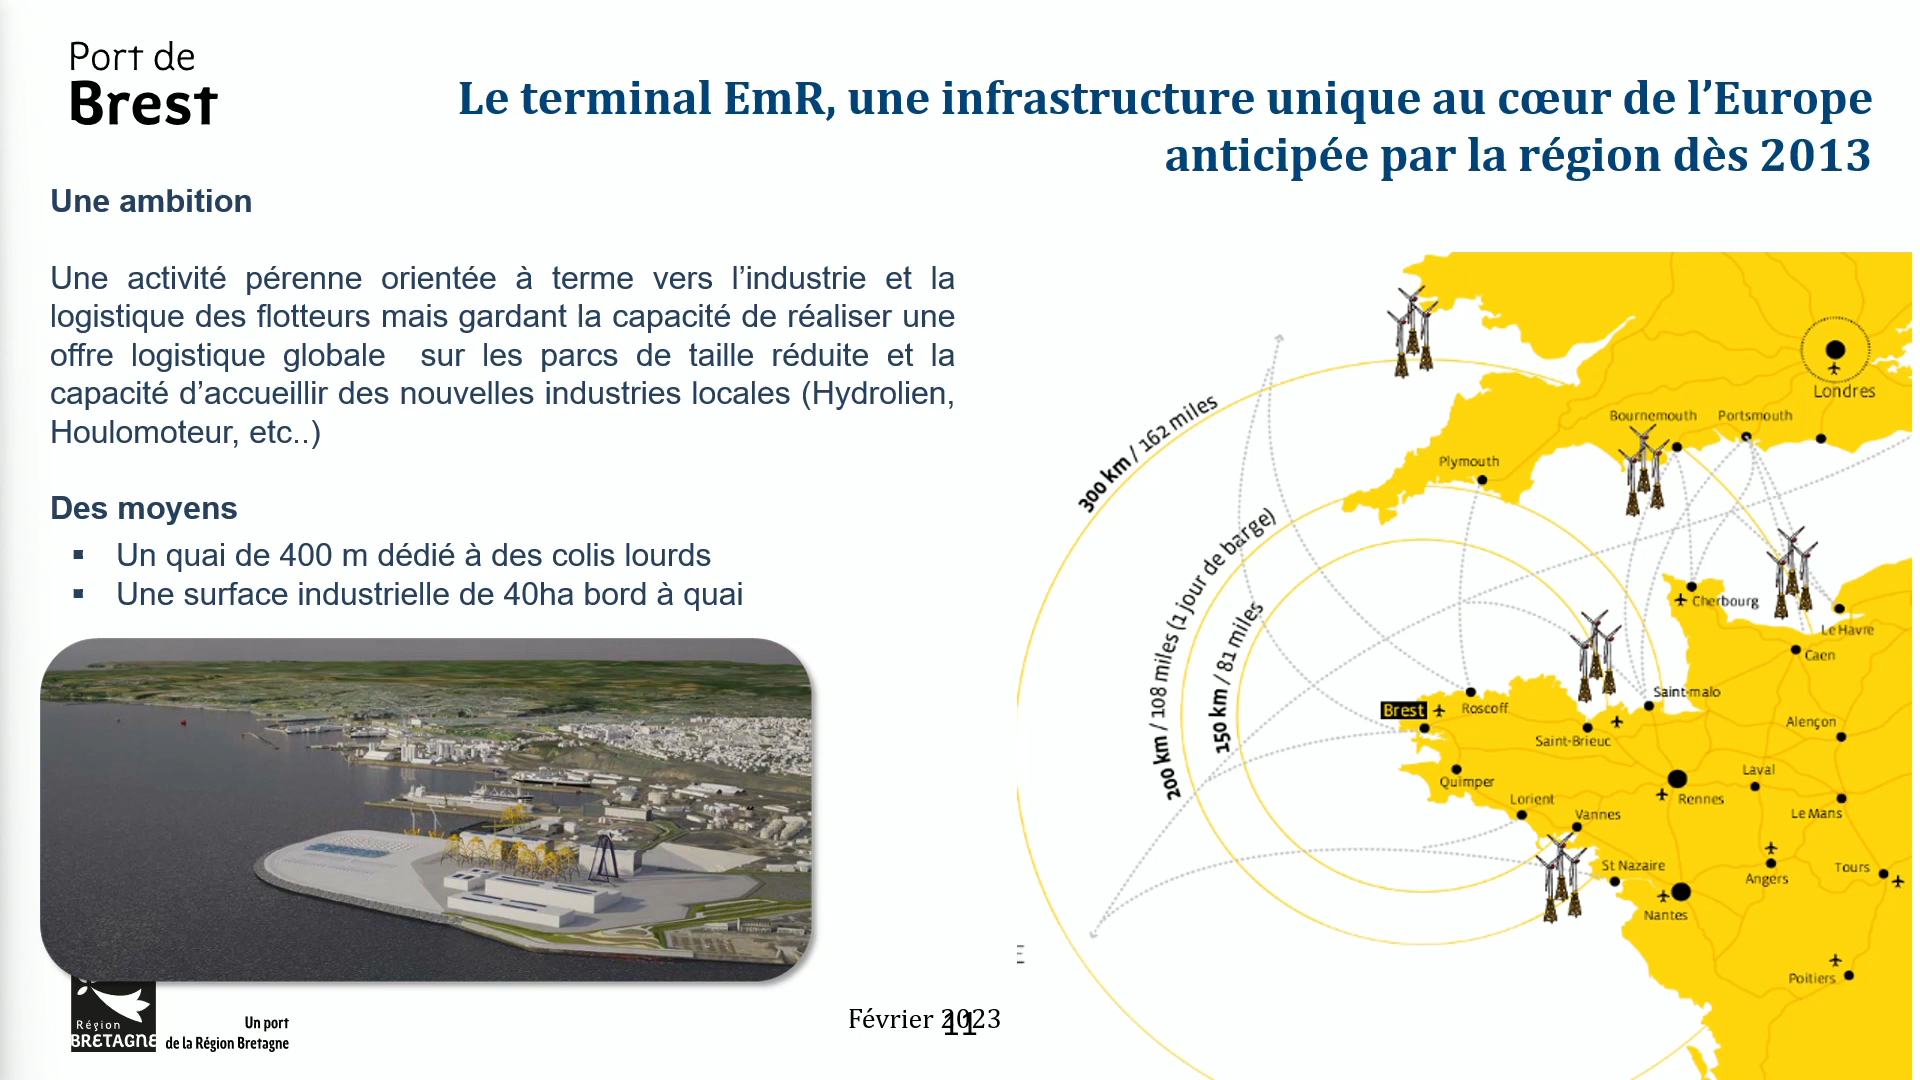 Port de
Brest
Le terminal EmR, une infrastructure unique au cœur de l’Europe
anticipée par la région dès 2013
Une ambition
Une activité pérenne orientée à terme vers l’industrie et la
logistique des flotteurs mais gardant la capacité de réaliser une
offre logistique globale sur les parcs de taille réduite et la
capacité d’accueillir des nouvelles industries locales (Hydrolien,
Houlomoteur, etc..)
Des moyens
▪ Un quai de 400 m dédié à des colis lourds
▪ Une surface industrielle de 40ha bord à quai
300 km / 162 miles
200 km / 108 miles (1 jour de barge)
150 km / 81 miles
Londres
Bournemouth
Portsmouth
Plymouth
Cherbourg
Le Havre
Caen
Saint-malo
Brest
Roscoff
Saint-Brieuc
Alençon
Quimper
Laval
Rennes
Lorient
Vannes
Le Mans
St Nazaire
Angers
Tours
Nantes
Poitiers
E
Région
BRETAGNE
Un port
de la Région Bretagne
Février 2023
11